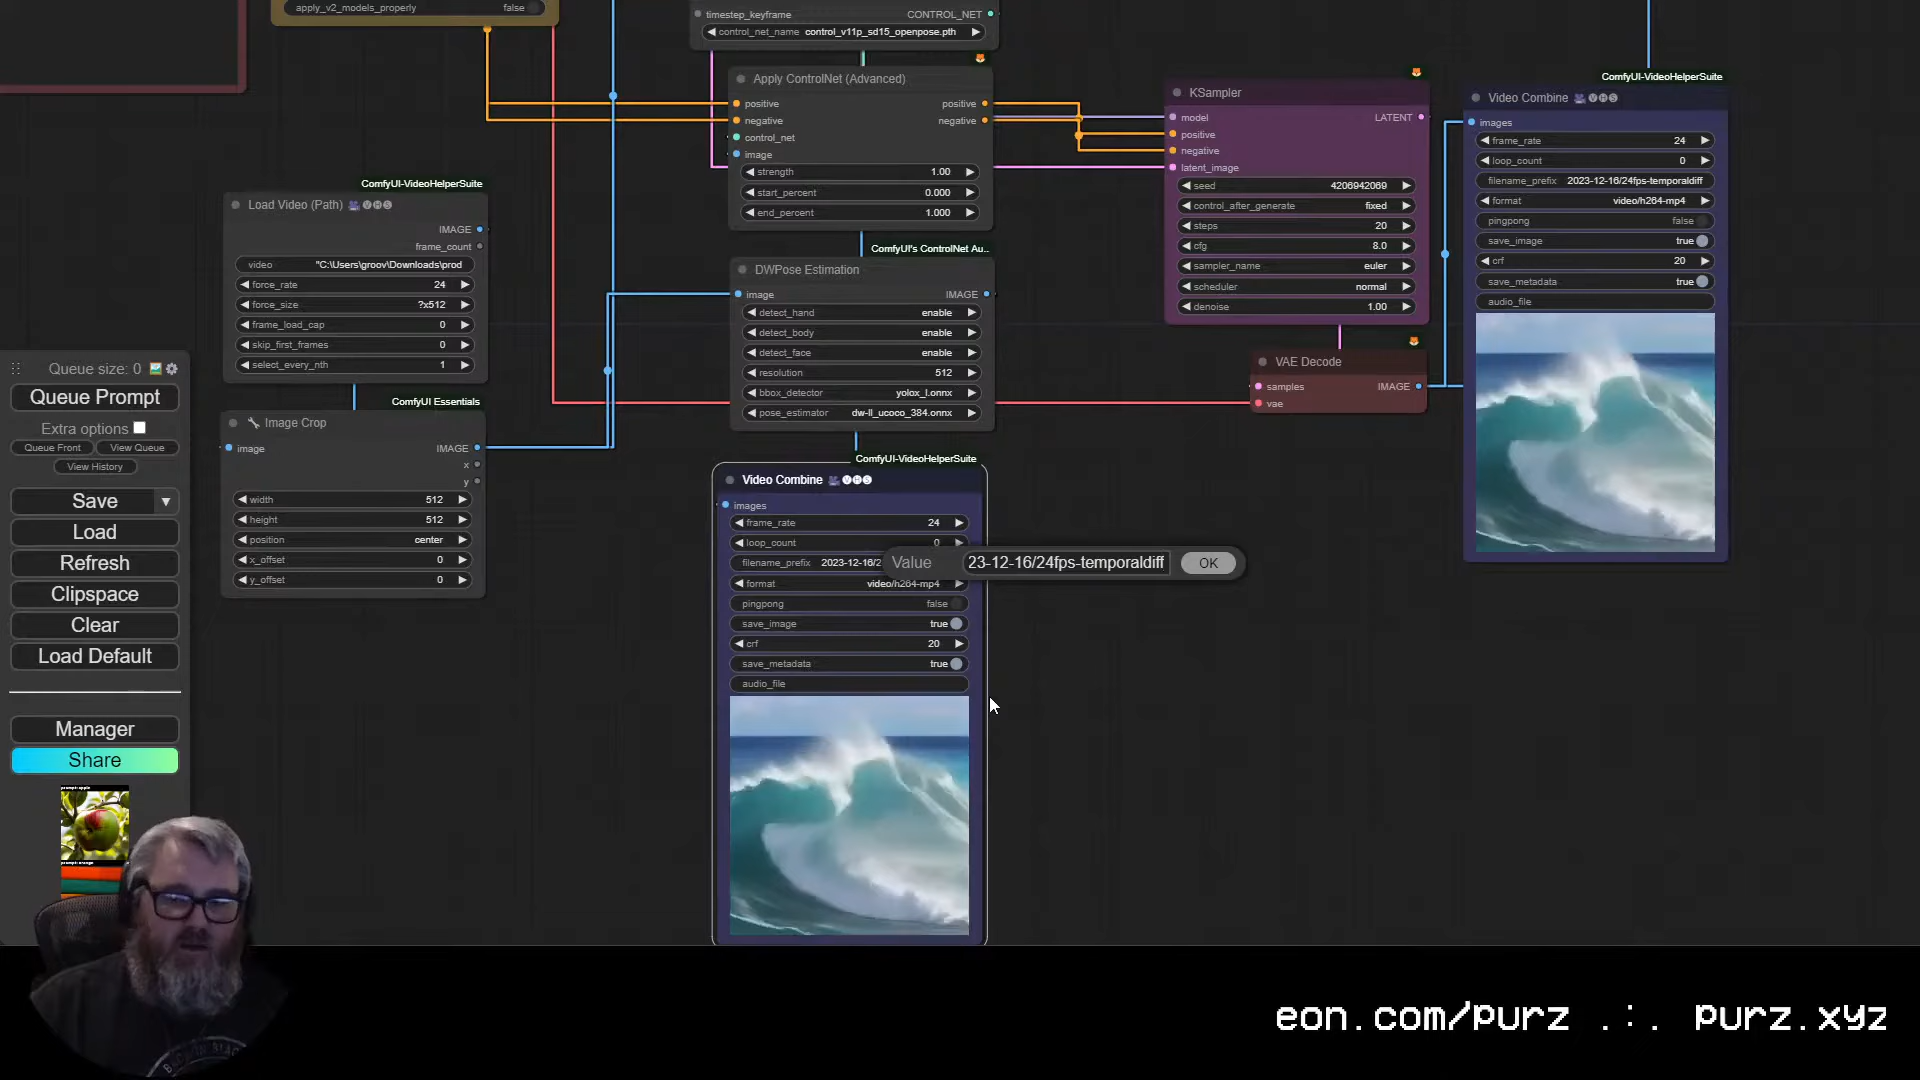 apply_v2_models_properly false
timestep_keyframe CONTROL_NET
control_net_name control_v11p_sd15_openpose.pth
Apply ControlNet (Advanced)
positive positive
negative negative
control_net
image
strength 1.00
start_percent 0.000
end_percent 1.000
KSampler
model LATENT
positive
negative
latent_image
seed 4206942069
control_after_generate fixed
steps 20
cfg 8.0
sampler_name euler
scheduler normal
denoise 1.00
ComfyUI-VideoHelperSuite
Video Combine VHS
images
frame_rate 24
loop_count 0
filename_prefix 2023-12-16/24fps-temporaldiff
format video/h264-mp4
pingpong false
save_image true
crf 20
save_metadata true
audio_file
ComfyUI-VideoHelperSuite
Load Video (Path) VHS
IMAGE
frame_count
video "C:\Users\groov\Downloads\prod
force_rate 24
force_size ?x512
frame_load_cap 0
skip_first_frames 0
select_every_nth 1
ComfyUI's ControlNet Au..
DWPose Estimation
image IMAGE
detect_hand enable
detect_body enable
detect_face enable
resolution 512
bbox_detector yolox_l.onnx
pose_estimator dw-ll_ucoco_384.onnx
VAE Decode
samples IMAGE
vae
ComfyUI Essentials
Image Crop
image IMAGE
x
y
width 512
height 512
position center
x_offset 0
y_offset 0
ComfyUI-VideoHelperSuite
Video Combine VHS
images
frame_rate 24
loop_count 0
filename_prefix 2023-12-16/2
Value 23-12-16/24fps-temporaldiff OK
format video/h264-mp4
pingpong false
save_image true
crf 20
save_metadata true
audio_file
Queue size: 0
Queue Prompt
Extra options
Queue Front View Queue
View History
Save ▼
Load
Refresh
Clipspace
Clear
Load Default
Manager
Share
prompt: apple
prompt: orange
eon.com/purz .:. purz.xyz